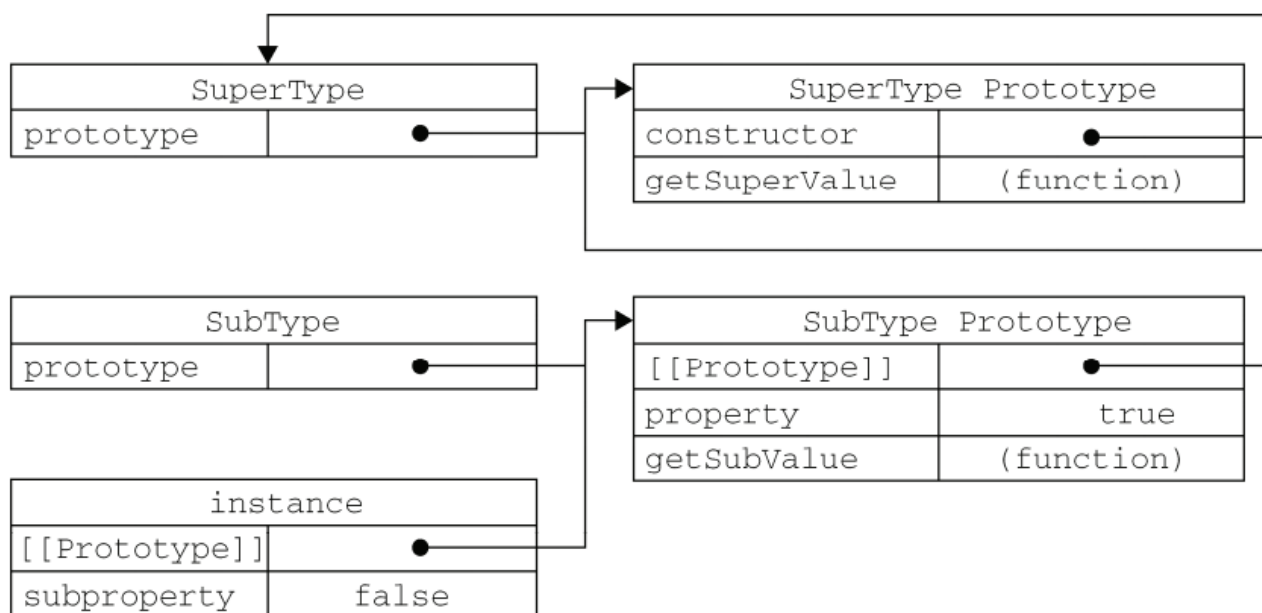 SuperType
prototype
SuperType Prototype
constructor
getSuperValue (function)
SubType
prototype
SubType Prototype
[[Prototype]]
property true
getSubValue (function)
instance
[[Prototype]]
subproperty false